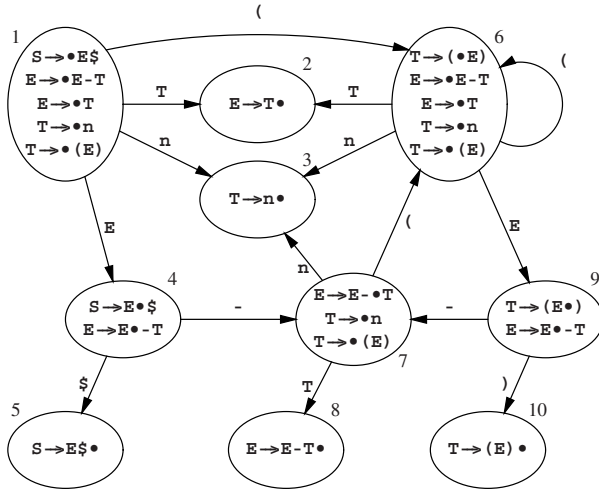 (
1
S→•E$
E→•E-T
E→•T
T→•n
T→•(E)
6
T→(•E)
E→•E-T
E→•T
T→•n
T→•(E)
(
2
E→T•
T
T
n
n
3
T→n•
E
(
E
n
4
S→E•$
E→E•-T
-
E→E-•T
T→•n
T→•(E)
7
-
9
T→(E•)
E→E•-T
$
T
)
5
S→E$•
8
E→E-T•
10
T→(E)•